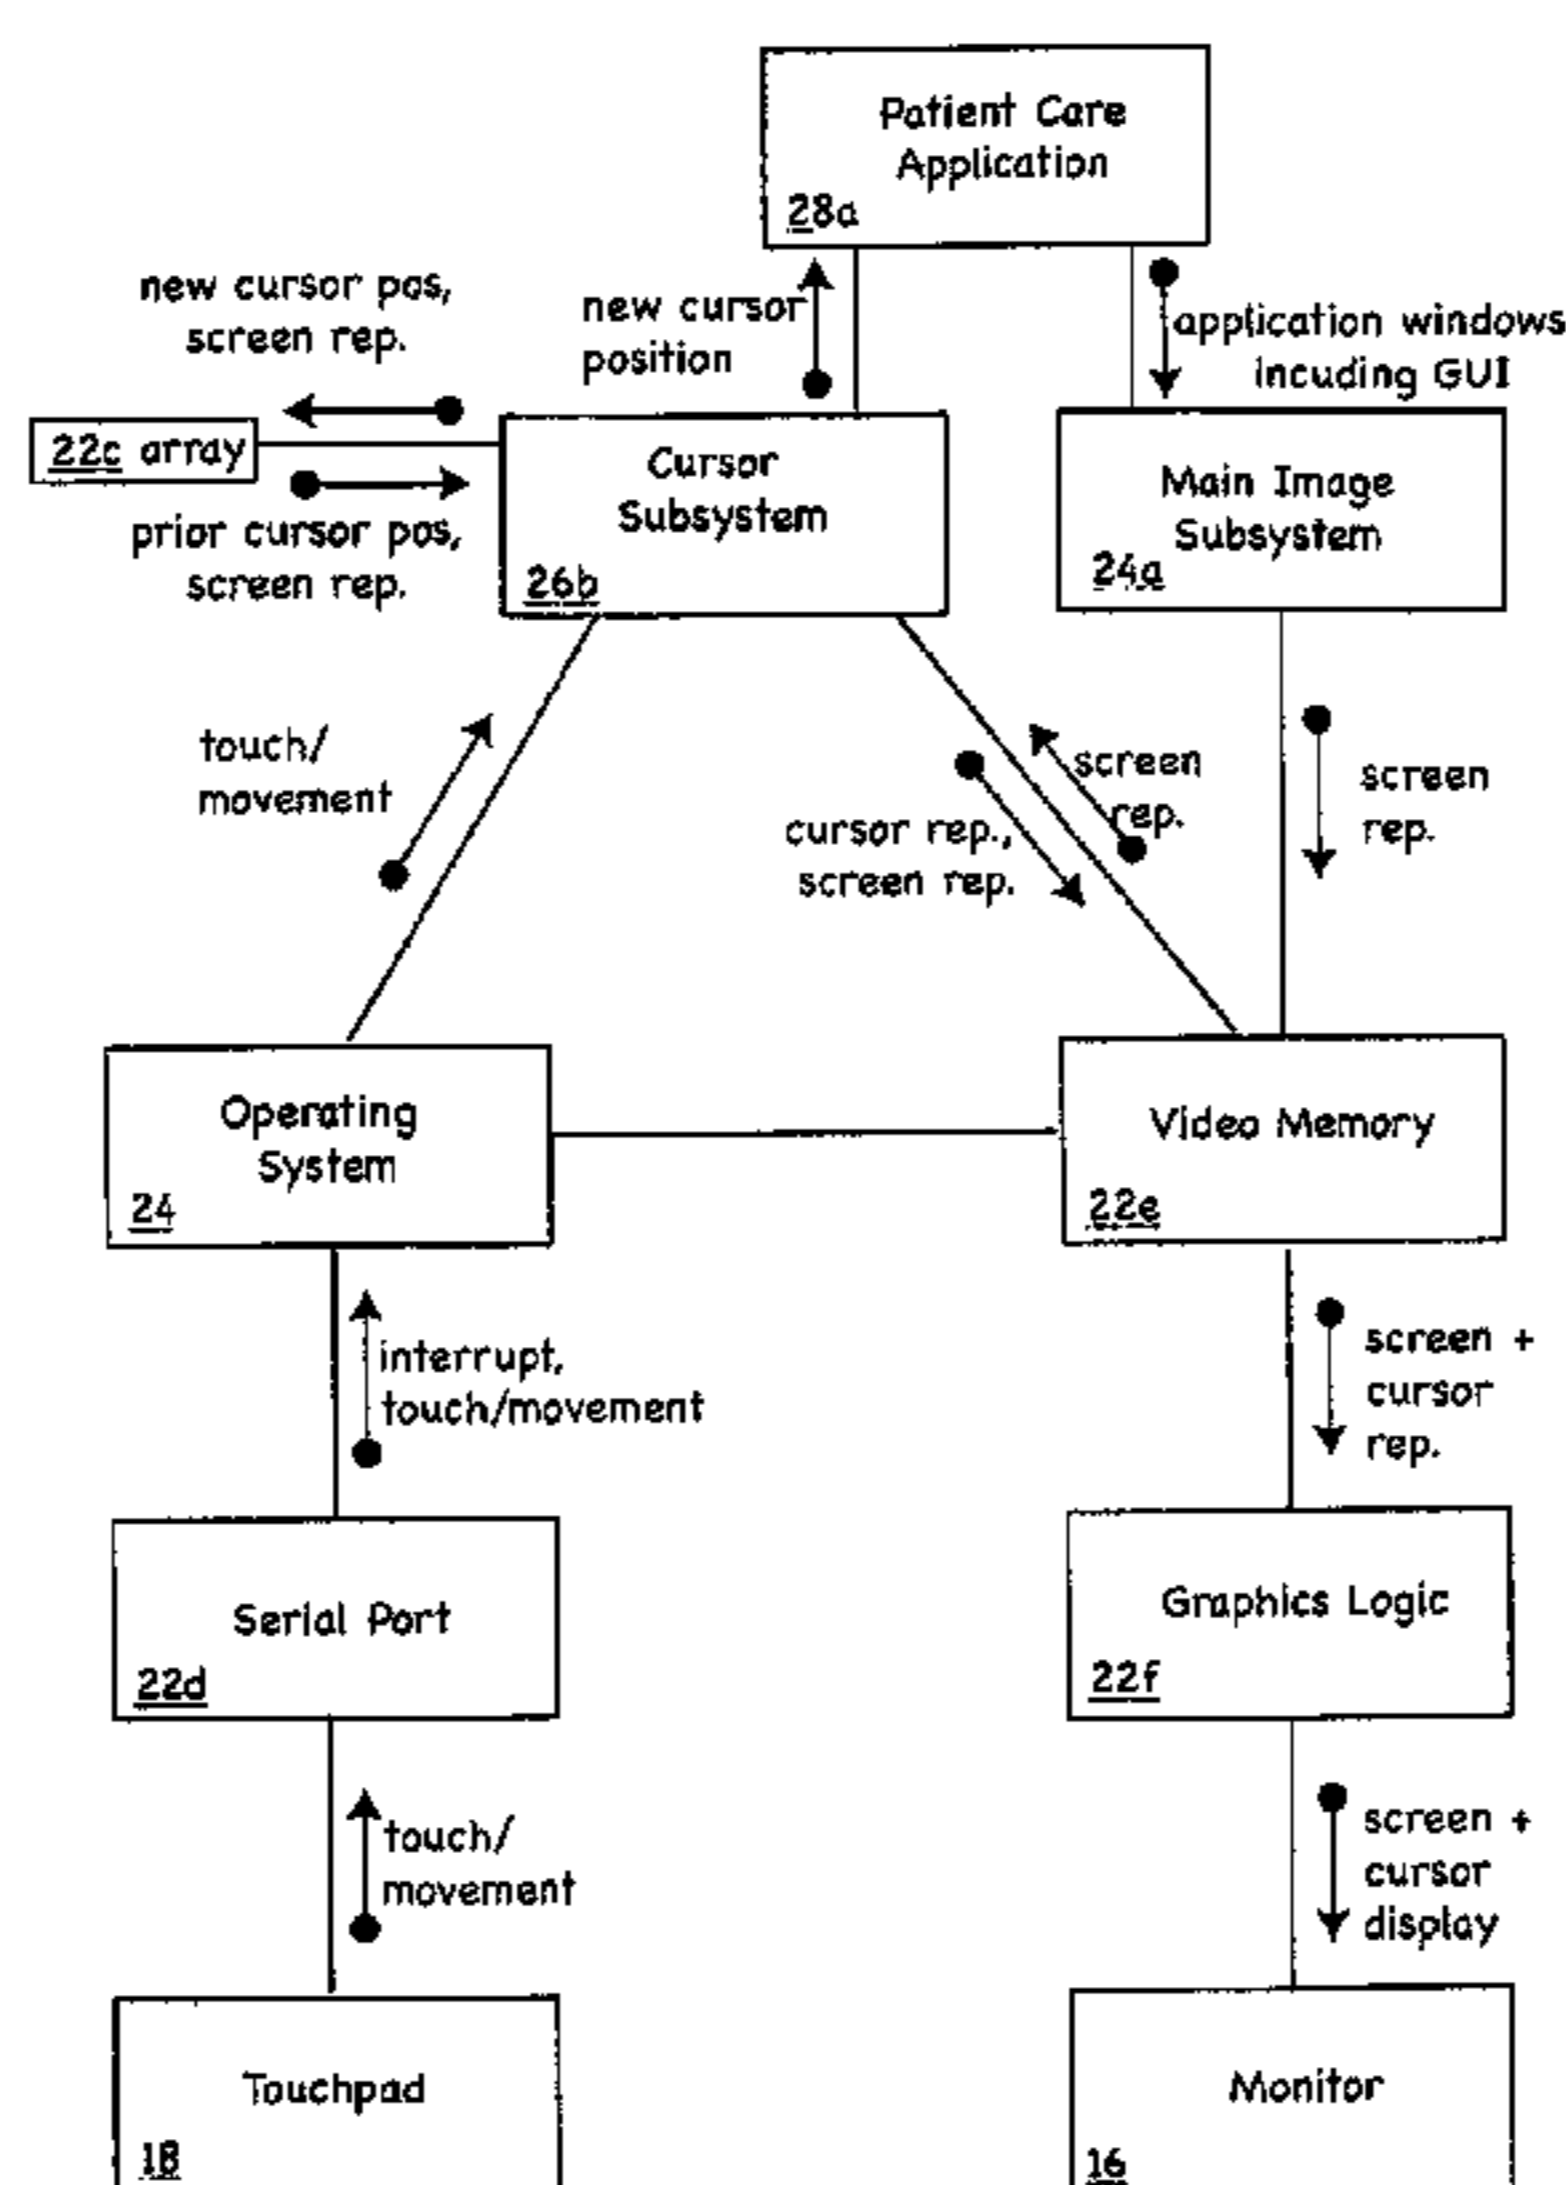 Patient Care
Application
28a
new cursor pos,
screen rep.
new cursor
position
application windows
incuding GUI
22c array
prior cursor pos,
screen rep.
Cursor
Subsystem
26b
Main Image
Subsystem
24a
touch/
movement
cursor rep.,
screen rep.
screen
rep.
screen
rep.
Operating
System
24
Video Memory
22e
interrupt,
touch/movement
screen +
cursor
rep.
Serial Port
22d
Graphics Logic
22f
touch/
movement
screen +
cursor
display
Touchpad
18
Monitor
16